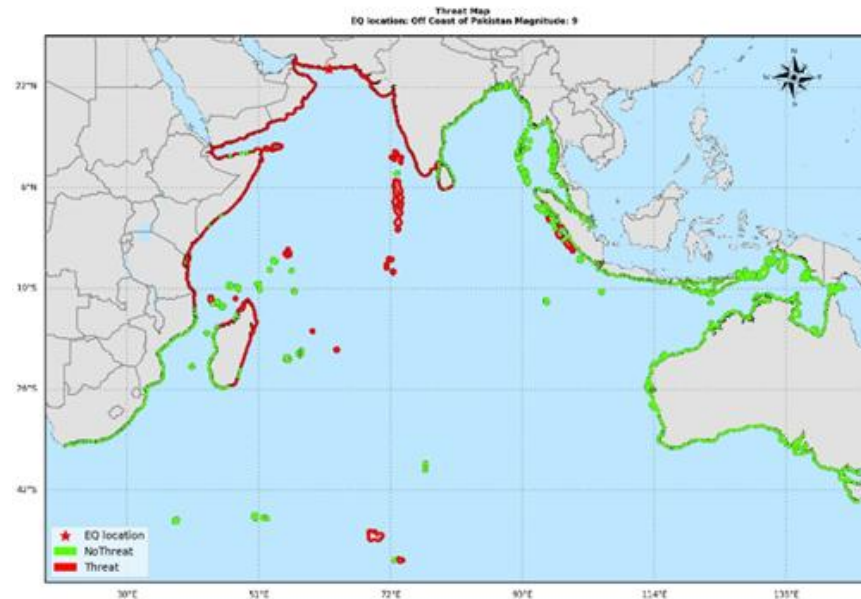 Threat Map
EQ location: Off Coast of Pakistan Magnitude: 9
N
22°N
6°N
10°S
26°S
42°S
EQ location
NoThreat
Threat
30°E
51°E
72°E
93°E
114°E
135°E